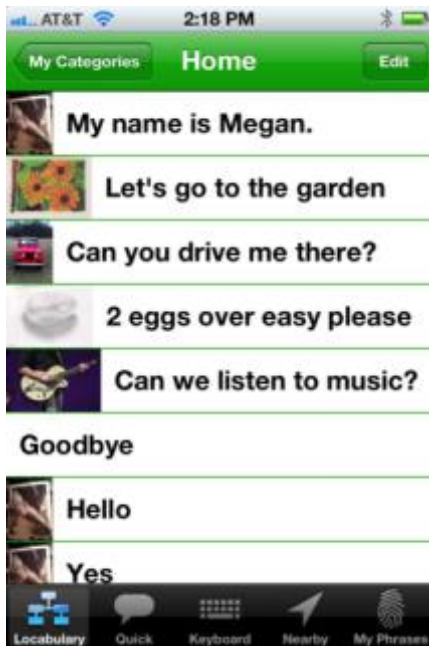 AT&T 2:18 PM
My Categories Home Edit
My name is Megan.
Let's go to the garden
Can you drive me there?
2 eggs over easy please
Can we listen to music?
Goodbye
Hello
Yes
Locabulary Quick Keyboard Nearby My Phrases